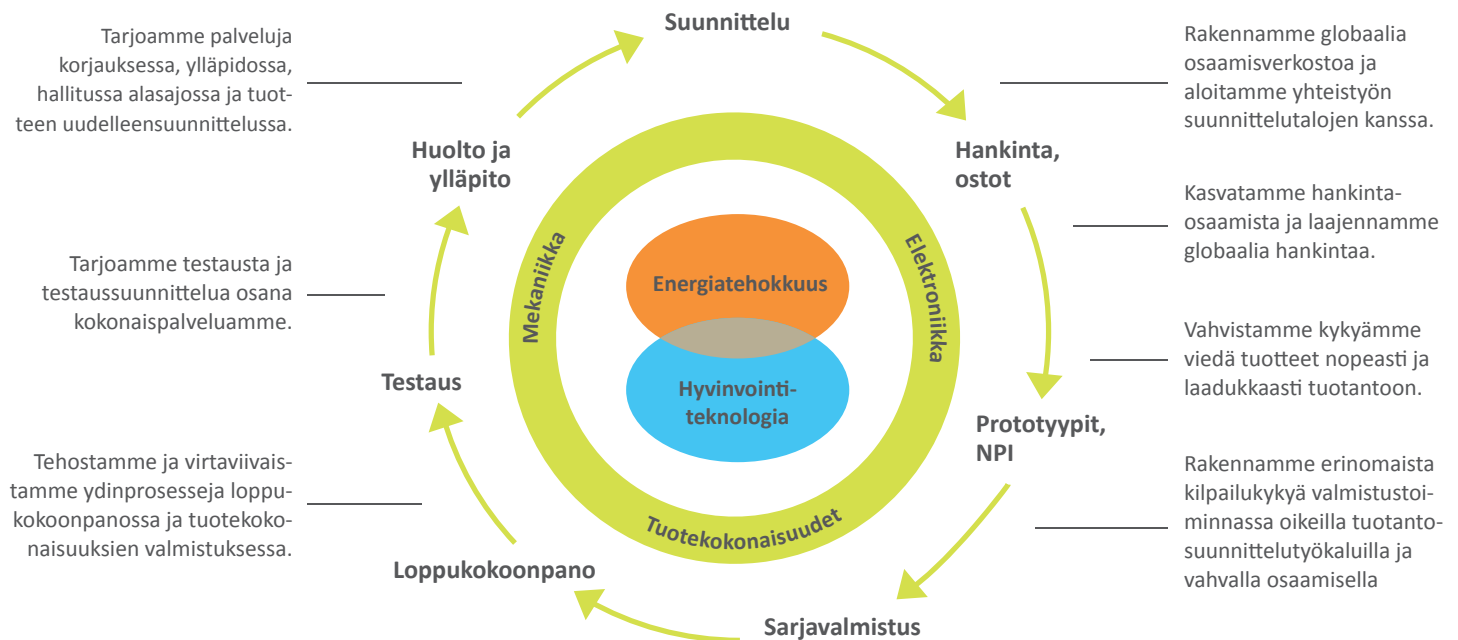 Suunnittelu
Tarjoamme palveluja
korjauksessa, ylläpidossa,
hallitussa alasajossa ja tuot-
teen uudelleensuunnittelussa.
Rakennamme globaalia
osaamisverkostoa ja
aloitamme yhteistyön
suunnittelutalojen kanssa.
Huolto ja
ylläpito
Hankinta,
ostot
Kasvatamme hankinta-
osaamista ja laajennamme
globaalia hankintaa.
Mekaniikka
Elektroniikka
Energiatehokkuus
Tarjoamme testausta ja
testaussuunnittelua osana
kokonaispalveluamme.
Vahvistamme kykyämme
viedä tuotteet nopeasti ja
laadukkaasti tuotantoon.
Testaus
Hyvinvointi-
teknologia
Prototyypit,
NPI
Tehostamme ja virtaviivais-
tamme ydinprosesseja loppu-
kokoonpanossa ja tuotekoko-
naisuuksien valmistuksessa.
Rakennamme erinomaista
kilpailukykyä valmistustoi-
minnassa oikeilla tuotanto-
suunnittelutyökaluilla ja
vahvalla osaamisella
Tuotekokonaisuudet
Loppukokoonpano
Sarjavalmistus